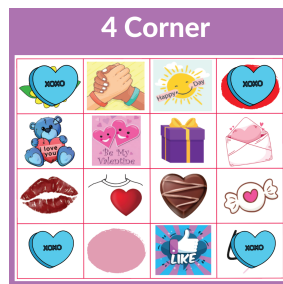 4 Corner
XOXO
Happy Day
XOXO
I
love
you
Be My
Valentine
XOXO
LIKE
XOXO